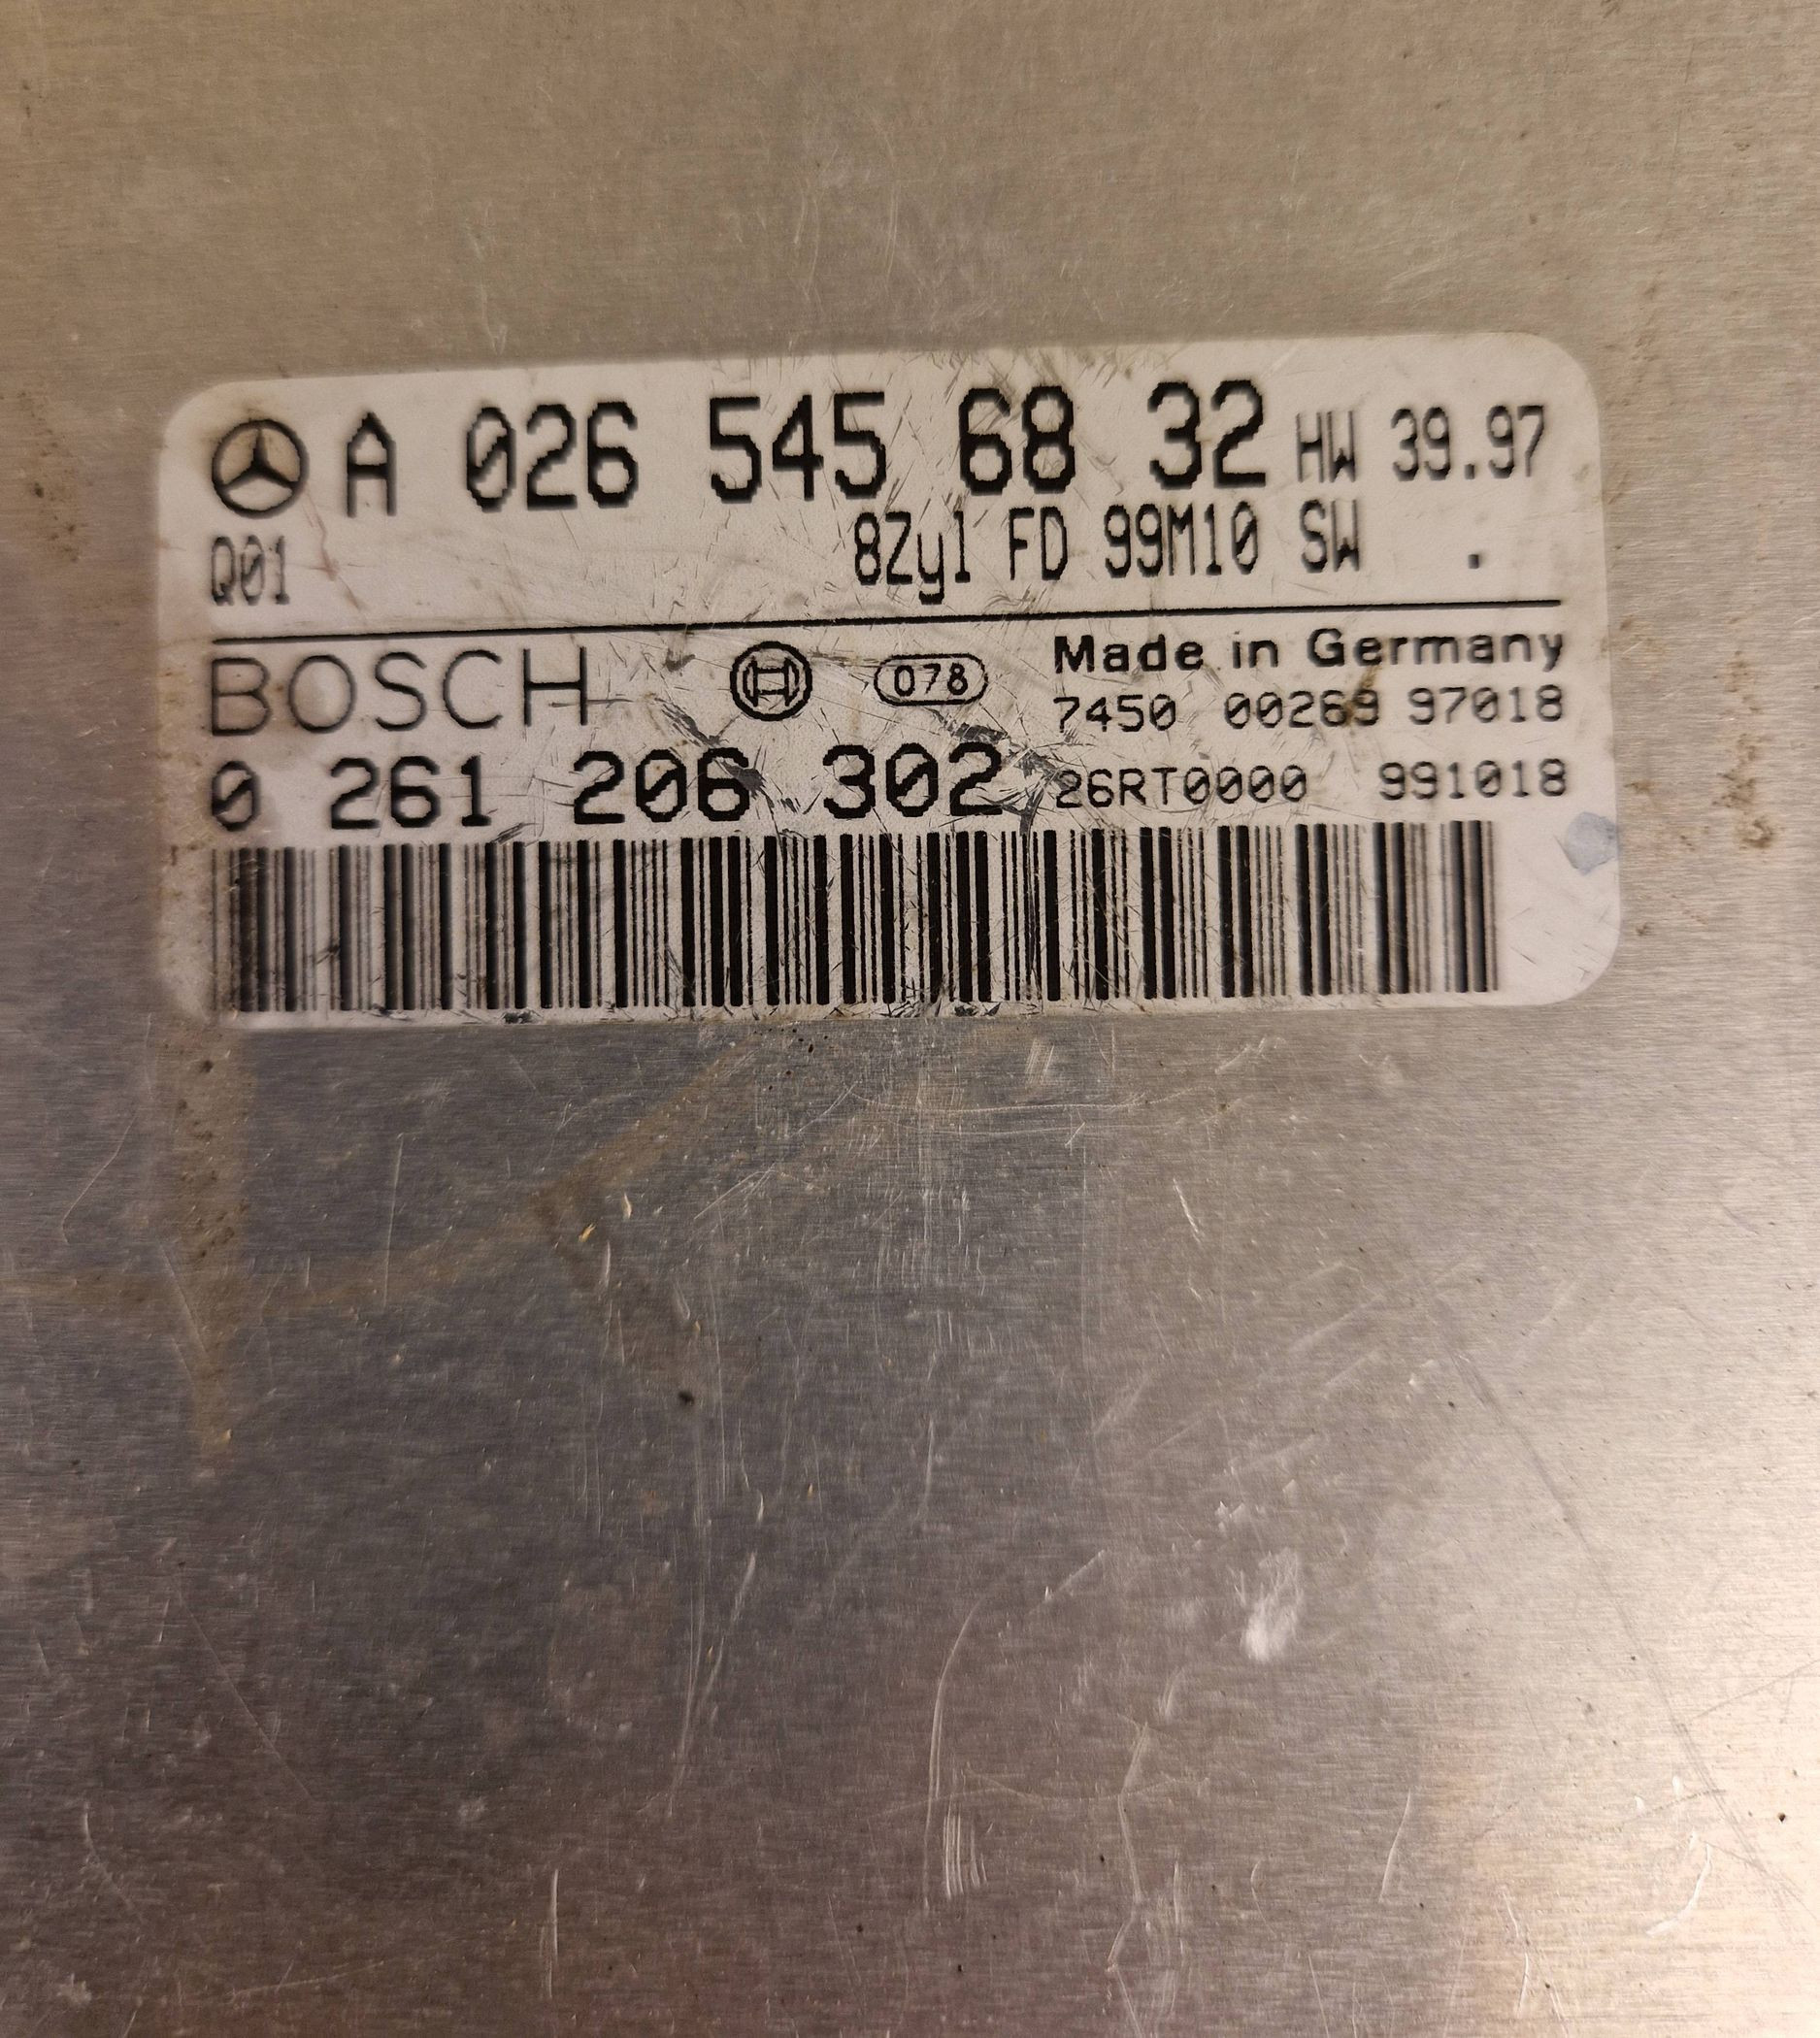 A 026 545 68 32 HW 39.97
Q01 8Zyl FD 99M10 SW .
BOSCH 078 Made in Germany
7450 00269 97018
0 261 206 302 26RT0000 991018